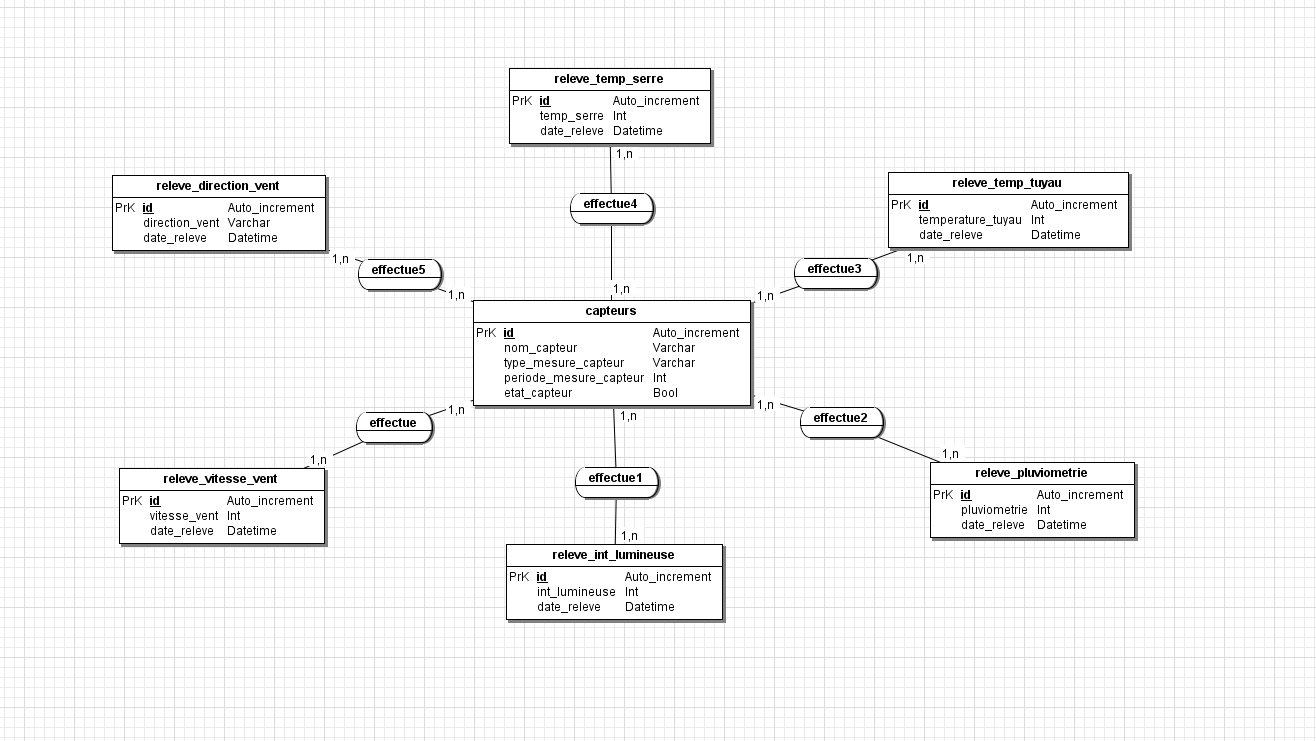 releve_temp_serre
PrK id Auto_increment
temp_serre Int
date_releve Datetime
1,n
effectue4
1,n
releve_direction_vent
PrK id Auto_increment
direction_vent Varchar
date_releve Datetime
1,n
effectue5
1,n
releve_temp_tuyau
PrK id Auto_increment
temperature_tuyau Int
date_releve Datetime
1,n
effectue3
1,n
capteurs
PrK id Auto_increment
nom_capteur Varchar
type_mesure_capteur Varchar
periode_mesure_capteur Int
etat_capteur Bool
1,n
effectue
1,n
releve_vitesse_vent
PrK id Auto_increment
vitesse_vent Int
date_releve Datetime
1,n
effectue1
1,n
releve_int_lumineuse
PrK id Auto_increment
int_lumineuse Int
date_releve Datetime
1,n
effectue2
1,n
releve_pluviometrie
PrK id Auto_increment
pluviometrie Int
date_releve Datetime